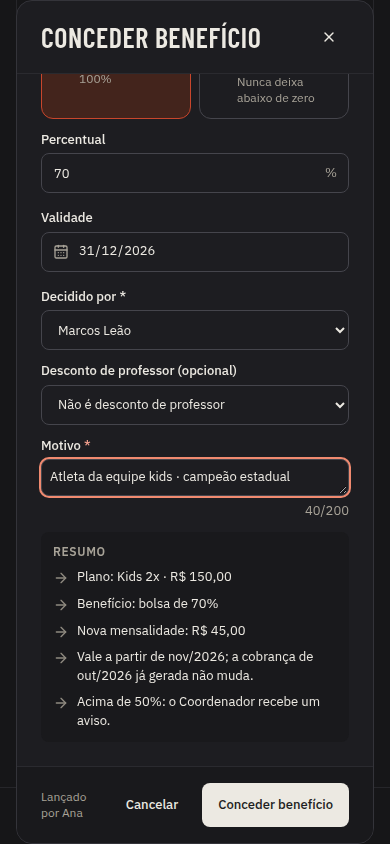 CONCEDER BENEFÍCIO
100%
Nunca deixa
abaixo de zero
Percentual
70 %
Validade
31/12/2026
Decidido por *
Marcos Leão
Desconto de professor (opcional)
Não é desconto de professor
Motivo *
Atleta da equipe kids · campeão estadual
40/200
RESUMO
Plano: Kids 2x · R$ 150,00
Benefício: bolsa de 70%
Nova mensalidade: R$ 45,00
Vale a partir de nov/2026; a cobrança de
out/2026 já gerada não muda.
Acima de 50%: o Coordenador recebe um
aviso.
Lançado
por Ana
Cancelar
Conceder benefício